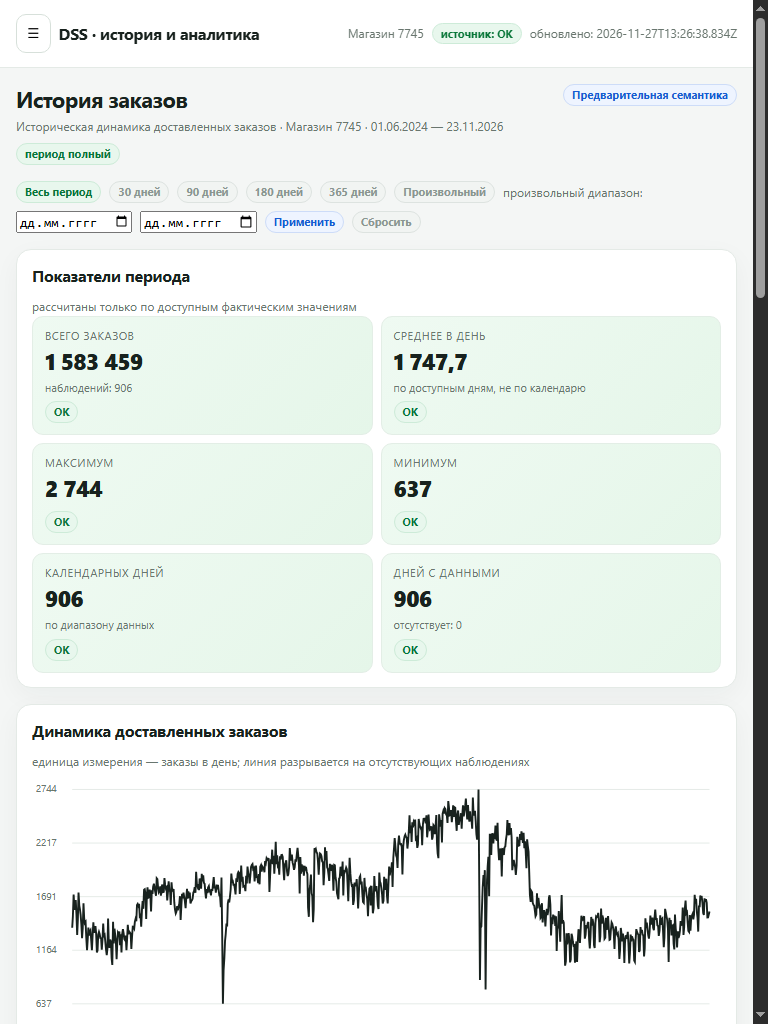 ☰ DSS · история и аналитика Магазин 7745 источник: OK обновлено: 2026-11-27T13:26:38.834Z
История заказов Предварительная семантика
Историческая динамика доставленных заказов · Магазин 7745 · 01.06.2024 — 23.11.2026
период полный
Весь период 30 дней 90 дней 180 дней 365 дней Произвольный произвольный диапазон:
дд.мм.гггг дд.мм.гггг Применить Сбросить
Показатели периода
рассчитаны только по доступным фактическим значениям
ВСЕГО ЗАКАЗОВ СРЕДНЕЕ В ДЕНЬ
1 583 459 1 747,7
наблюдений: 906 по доступным дням, не по календарю
OK OK
МАКСИМУМ МИНИМУМ
2 744 637
OK OK
КАЛЕНДАРНЫХ ДНЕЙ ДНЕЙ С ДАННЫМИ
906 906
по диапазону данных отсутствует: 0
OK OK
Динамика доставленных заказов
единица измерения — заказы в день; линия разрывается на отсутствующих наблюдениях
2744
2217
1691
1164
637